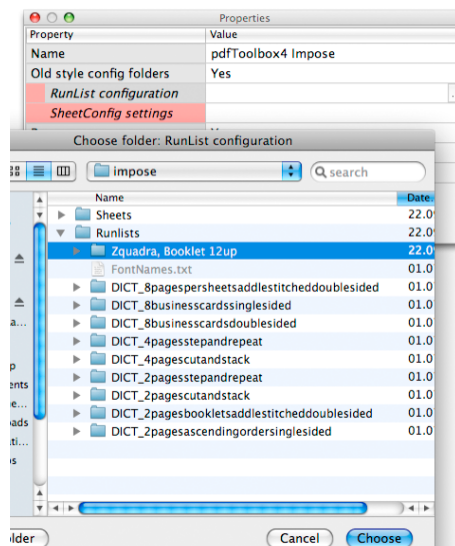 Properties
Property Value
Name pdfToolbox4 Impose
Old style config folders Yes
RunList configuration
SheetConfig settings
Choose folder: RunList configuration
impose search
Name Date
Sheets 22.0
Runlists 22.0
Zquadra, Booklet 12up 22.0
FontNames.txt 01.0
DICT_8pagespersheetsaddlestitcheddoublesided 01.0
DICT_8businesscardssinglesided 01.0
DICT_8businesscardsdoublesided 01.0
DICT_4pagesstepandrepeat 01.0
DICT_4pagescutandstack 01.0
DICT_2pagesstepandrepeat 01.0
DICT_2pagescutandstack 01.0
DICT_2pagesbookletsaddlestitcheddoublesided 01.0
DICT_2pagesascendingordersinglesided 01.0
lder Cancel Choose